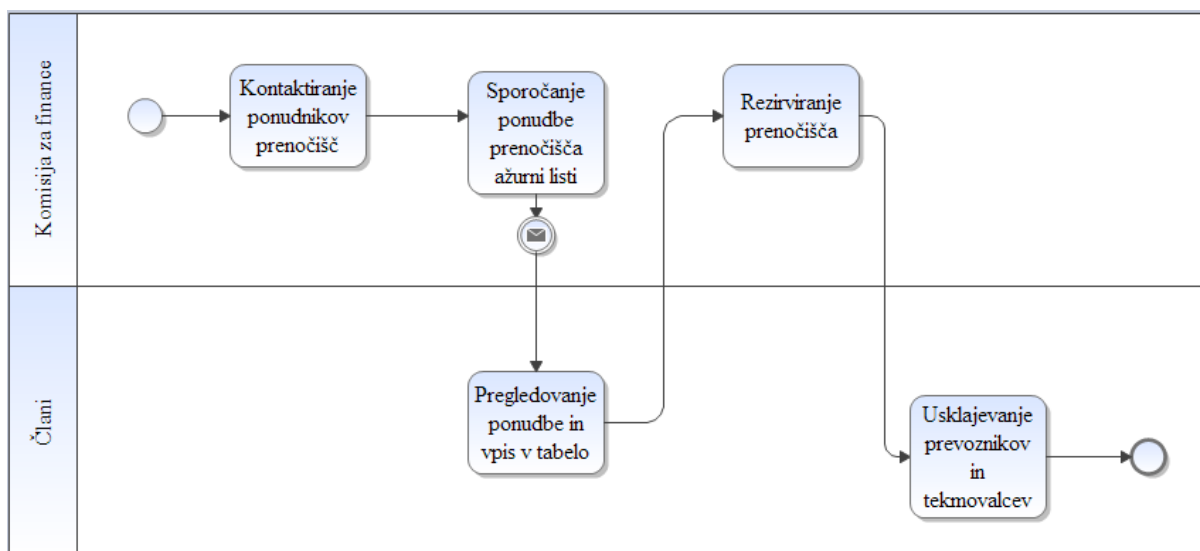 Komisija za finance
Kontaktiranje
ponudnikov
prenočišč
Sporočanje
ponudbe
prenočišča
ažurni listi
Rezirviranje
prenočišča
Člani
Pregledovanje
ponudbe in
vpis v tabelo
Usklajevanje
prevoznikov
in
tekmovalcev